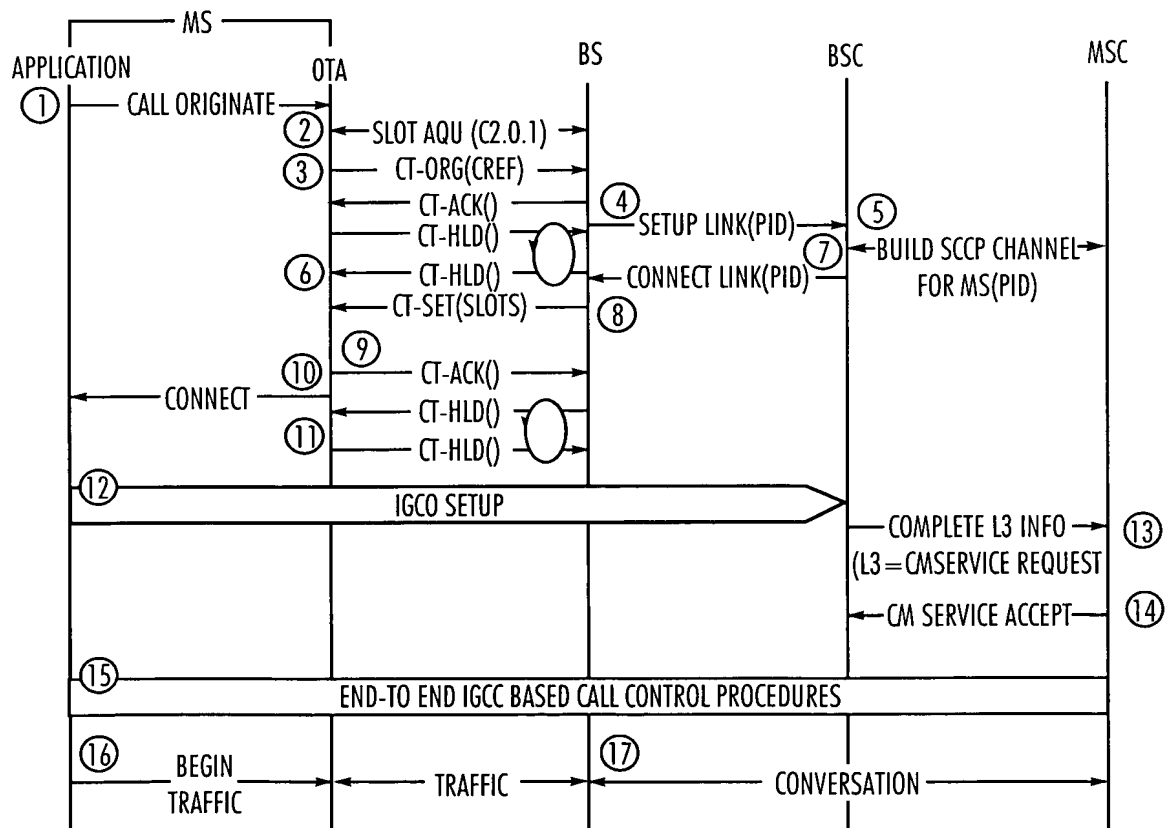 MS
APPLICATION
OTA
BS
BSC
MSC
1
CALL ORIGINATE
2
SLOT AQU (C2.0.1)
3
CT-ORG(CREF)
CT-ACK()
4
CT-HLD()
SETUP LINK(PID)
5
6
CT-HLD()
CONNECT LINK(PID)
7
BUILD SCCP CHANNEL
FOR MS(PID)
CT-SET(SLOTS)
8
9
10
CT-ACK()
CONNECT
CT-HLD()
11
CT-HLD()
12
IGCO SETUP
COMPLETE L3 INFO
13
(L3=CMSERVICE REQUEST
CM SERVICE ACCEPT
14
15
END-TO END IGCC BASED CALL CONTROL PROCEDURES
16
BEGIN
TRAFFIC
TRAFFIC
17
CONVERSATION